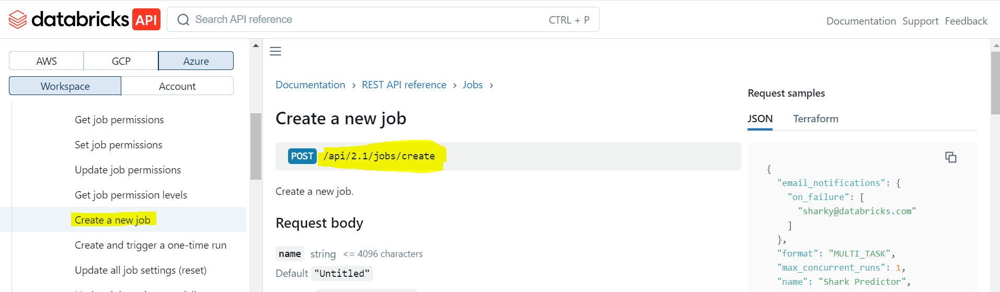 databricks API
Search API reference CTRL + P
Documentation Support Feedback
AWS GCP Azure
Workspace Account
Get job permissions
Set job permissions
Update job permissions
Get job permission levels
Create a new job
Create and trigger a one-time run
Update all job settings (reset)
Documentation > REST API reference > Jobs >
Create a new job
POST /api/2.1/jobs/create
Create a new job.
Request body
name string <= 4096 characters
Default "Untitled"
Request samples
JSON Terraform
{
"email_notifications": {
"on_failure": [
"sharky@databricks.com"
]
},
"format": "MULTI_TASK",
"max_concurrent_runs": 1,
"name": "Shark Predictor",